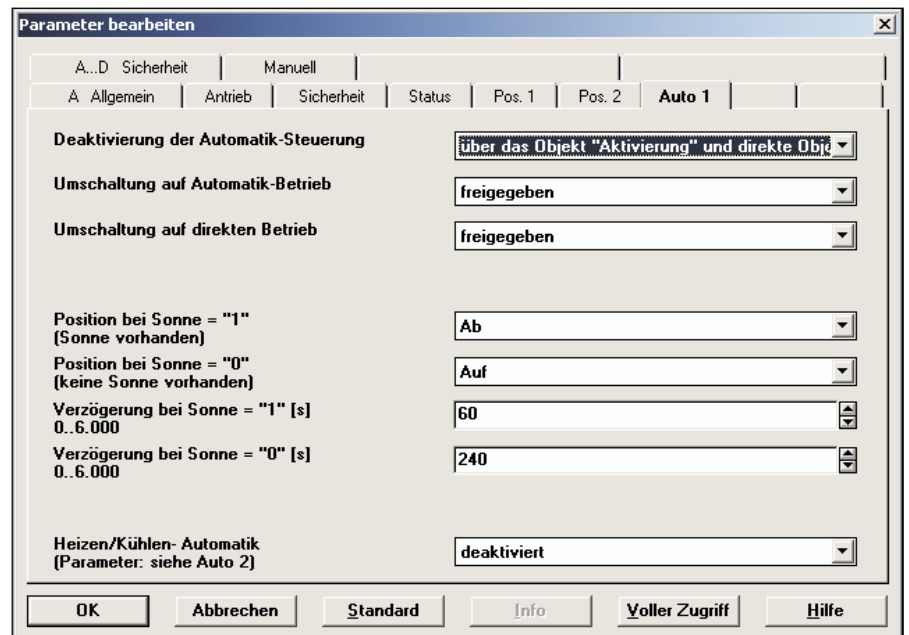 Parameter bearbeiten
A...D Sicherheit Manuell
A Allgemein Antrieb Sicherheit Status Pos. 1 Pos. 2 Auto 1
Deaktivierung der Automatik-Steuerung über das Objekt "Aktivierung" und direkte Obje
Umschaltung auf Automatik-Betrieb freigegeben
Umschaltung auf direkten Betrieb freigegeben
Position bei Sonne = "1"
(Sonne vorhanden) Ab
Position bei Sonne = "0"
(keine Sonne vorhanden) Auf
Verzögerung bei Sonne = "1" [s] 60
0..6.000
Verzögerung bei Sonne = "0" [s] 240
0..6.000
Heizen/Kühlen- Automatik
(Parameter: siehe Auto 2) deaktiviert
OK Abbrechen Standard Info Voller Zugriff Hilfe